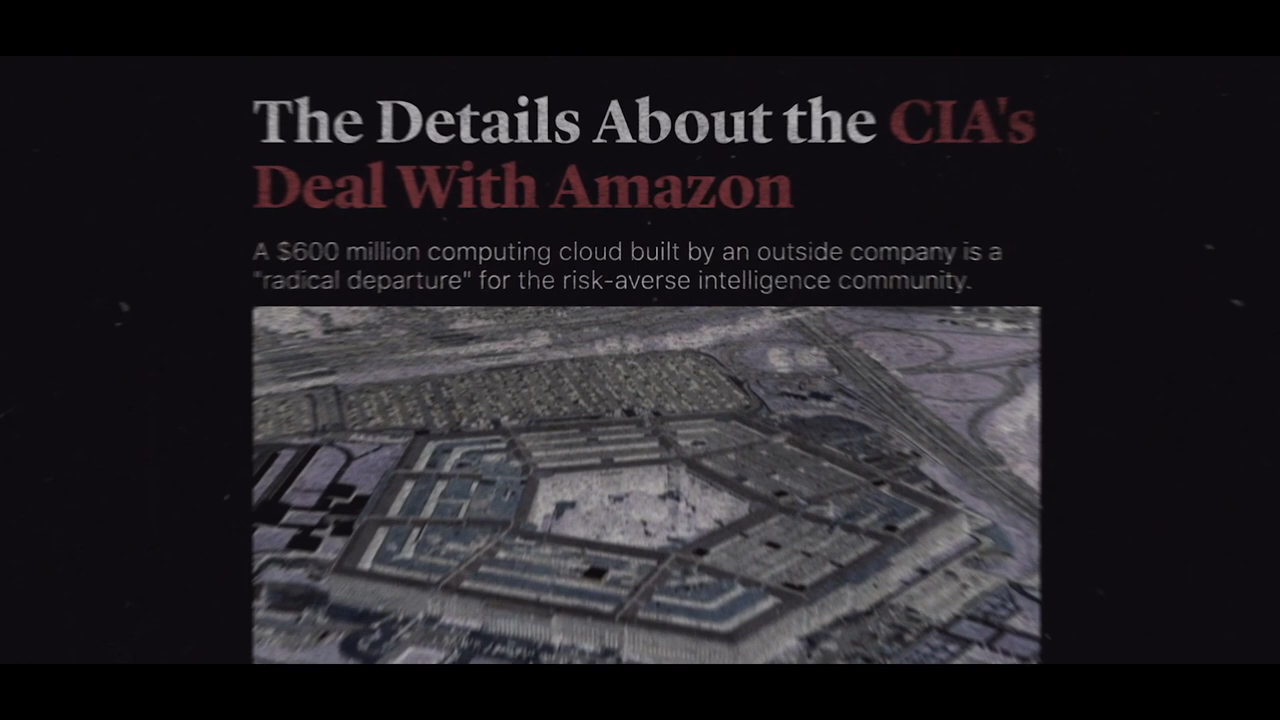 The Details About the CIA's
Deal With Amazon
A $600 million computing cloud built by an outside company is a
"radical departure" for the risk-averse intelligence community.